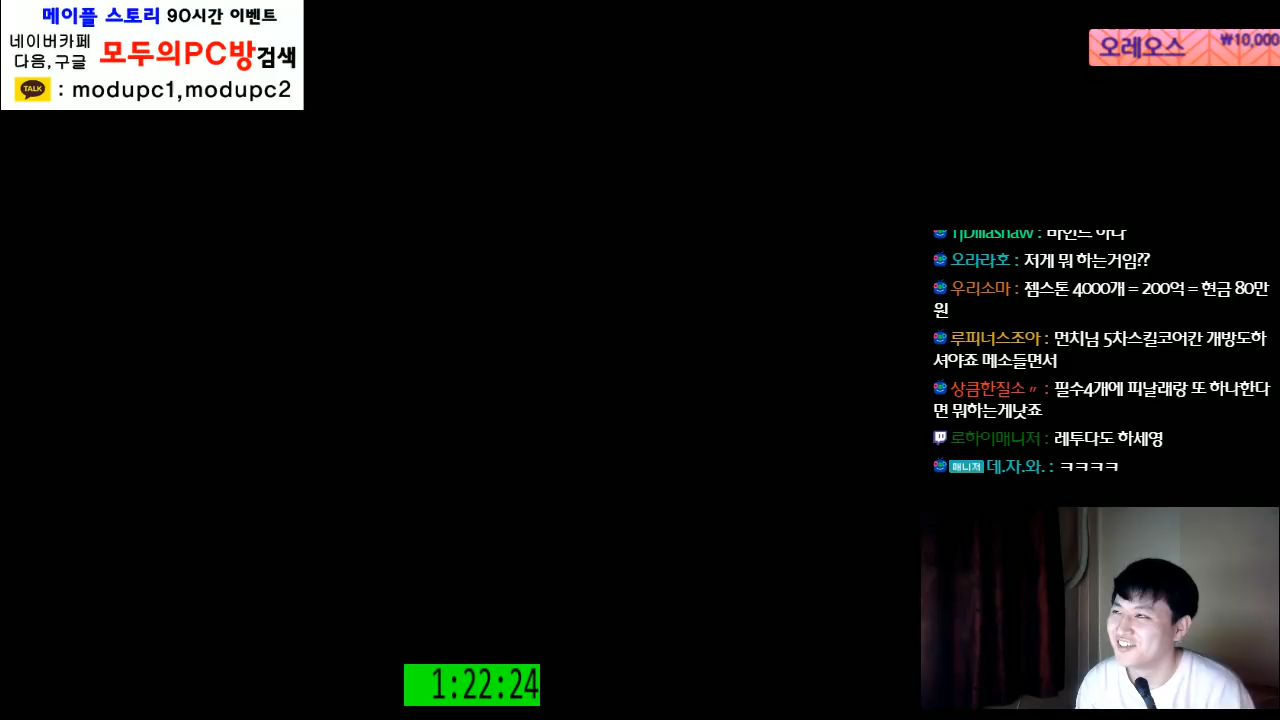 메이플 스토리 90시간 이벤트
네이버카페
다음,구글 모두의PC방검색
TALK : modupc1,modupc2
오레오스 ₩10,000
오라라호 : 저게 뭐 하는거임??
우리소마 : 젬스톤 4000개 = 200억 = 현금 80만
원
루피너스조아 : 먼치님 5차스킬코어칸 개방도하
셔야죠 메소들면서
상큼한질소〃 : 필수4개에 피날래랑 또 하나한다
면 뭐하는게낫죠
로하이매니저 : 레투다도 하세영
매니저 데.자.와. : ㅋㅋㅋㅋ
1:22:24